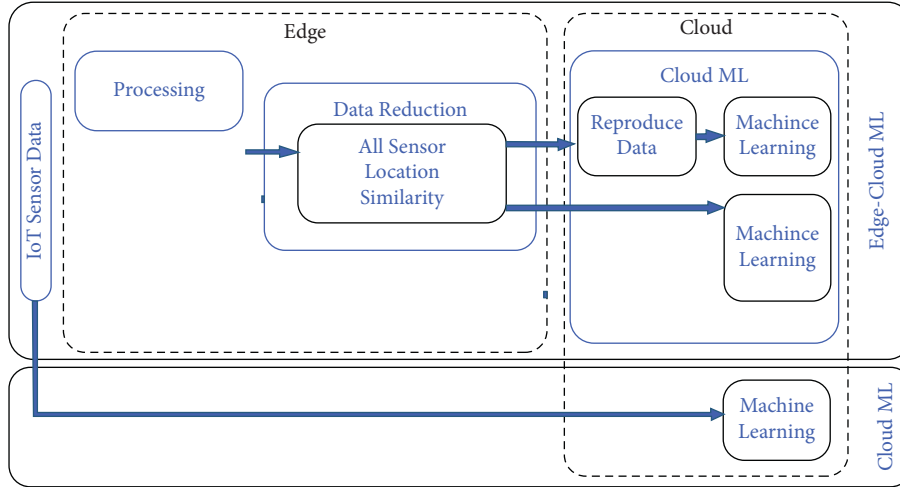 Edge
Cloud
IoT Sensor Data
Processing
Data Reduction
All Sensor
Location
Similarity
Cloud ML
Reproduce
Data
Machince
Learning
Machince
Learning
Edge-Cloud ML
Machine
Learning
Cloud ML